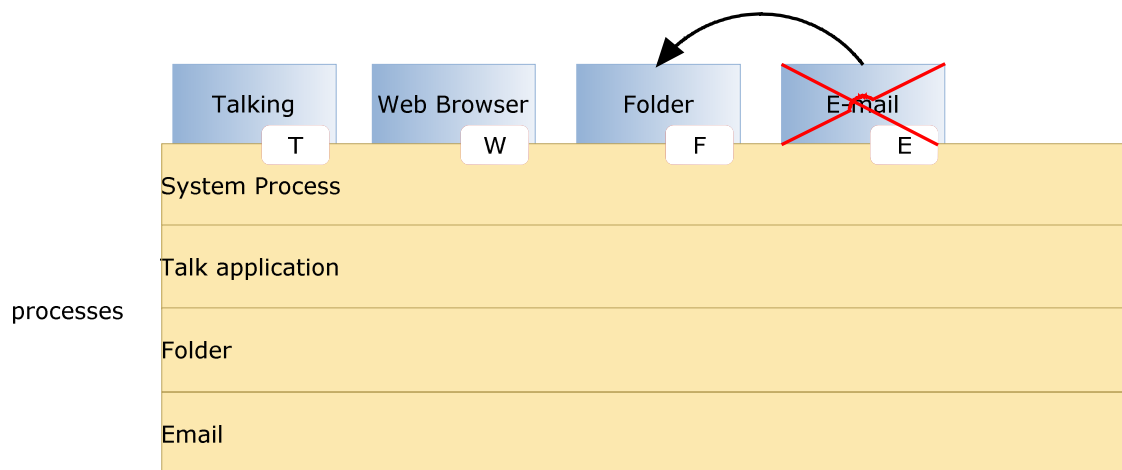 Talking
Web Browser
Folder
E-mail
T
W
F
E
System Process
Talk application
processes
Folder
Email